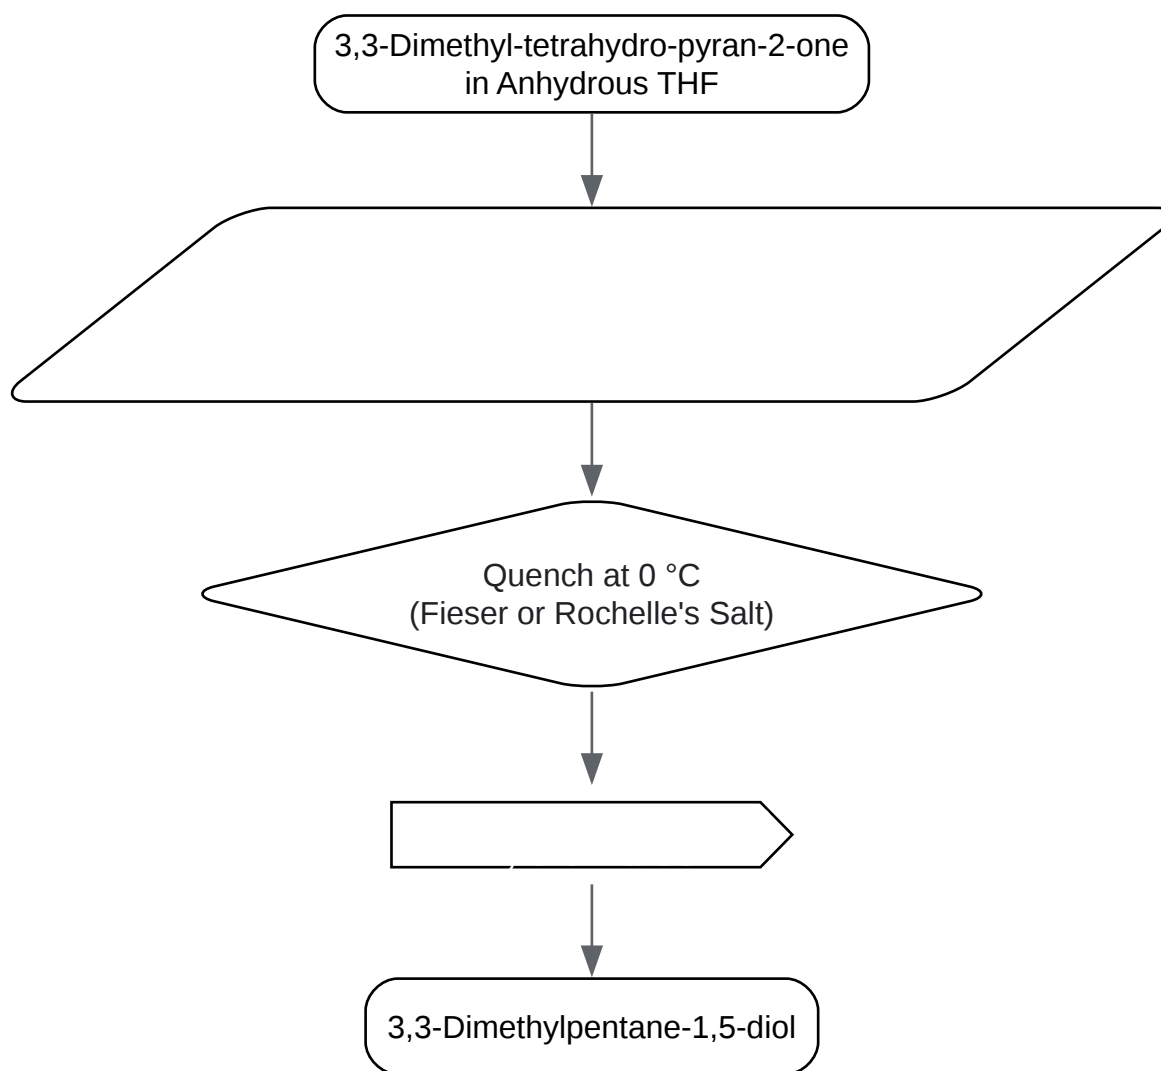 3,3-Dimethyl-tetrahydro-pyran-2-one
in Anhydrous THF
Quench at 0 °C
(Fieser or Rochelle's Salt)
3,3-Dimethylpentane-1,5-diol